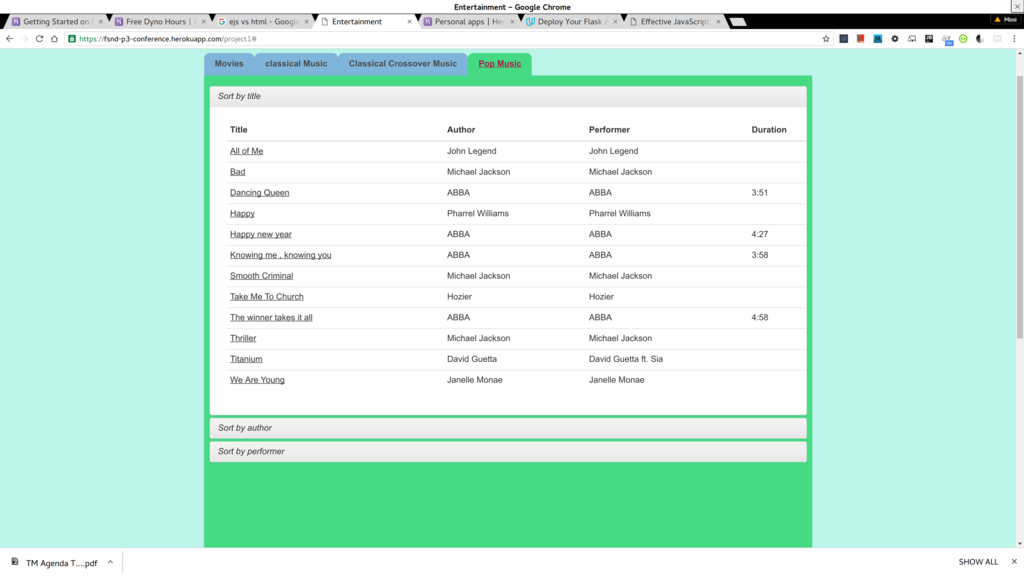 Entertainment - Google Chrome
Getting Started on H
Free Dyno Hours |
ejs vs html - Google
Entertainment
Personal apps | Her
Deploy Your Flask A
Effective JavaScript:
Mimi
https://fsnd-p3-conference.herokuapp.com/project1#
Movies classical Music Classical Crossover Music Pop Music
Sort by title
Title Author Performer Duration
All of Me John Legend John Legend
Bad Michael Jackson Michael Jackson
Dancing Queen ABBA ABBA 3:51
Happy Pharrel Williams Pharrel Williams
Happy new year ABBA ABBA 4:27
Knowing me , knowing you ABBA ABBA 3:58
Smooth Criminal Michael Jackson Michael Jackson
Take Me To Church Hozier Hozier
The winner takes it all ABBA ABBA 4:58
Thriller Michael Jackson Michael Jackson
Titanium David Guetta David Guetta ft. Sia
We Are Young Janelle Monae Janelle Monae
Sort by author
Sort by performer
TM Agenda T....pdf SHOW ALL